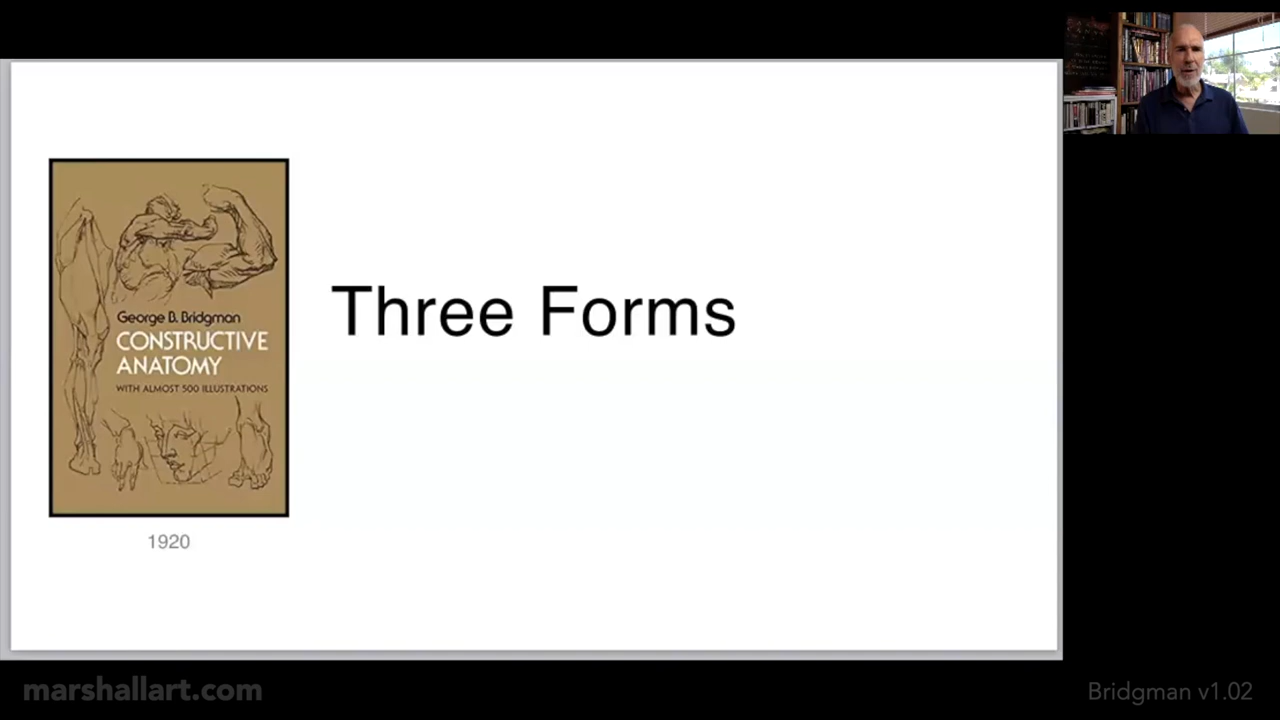 George B. Bridgman
CONSTRUCTIVE
ANATOMY
WITH ALMOST 500 ILLUSTRATIONS
1920
Three Forms
marshallart.com
Bridgman v1.02